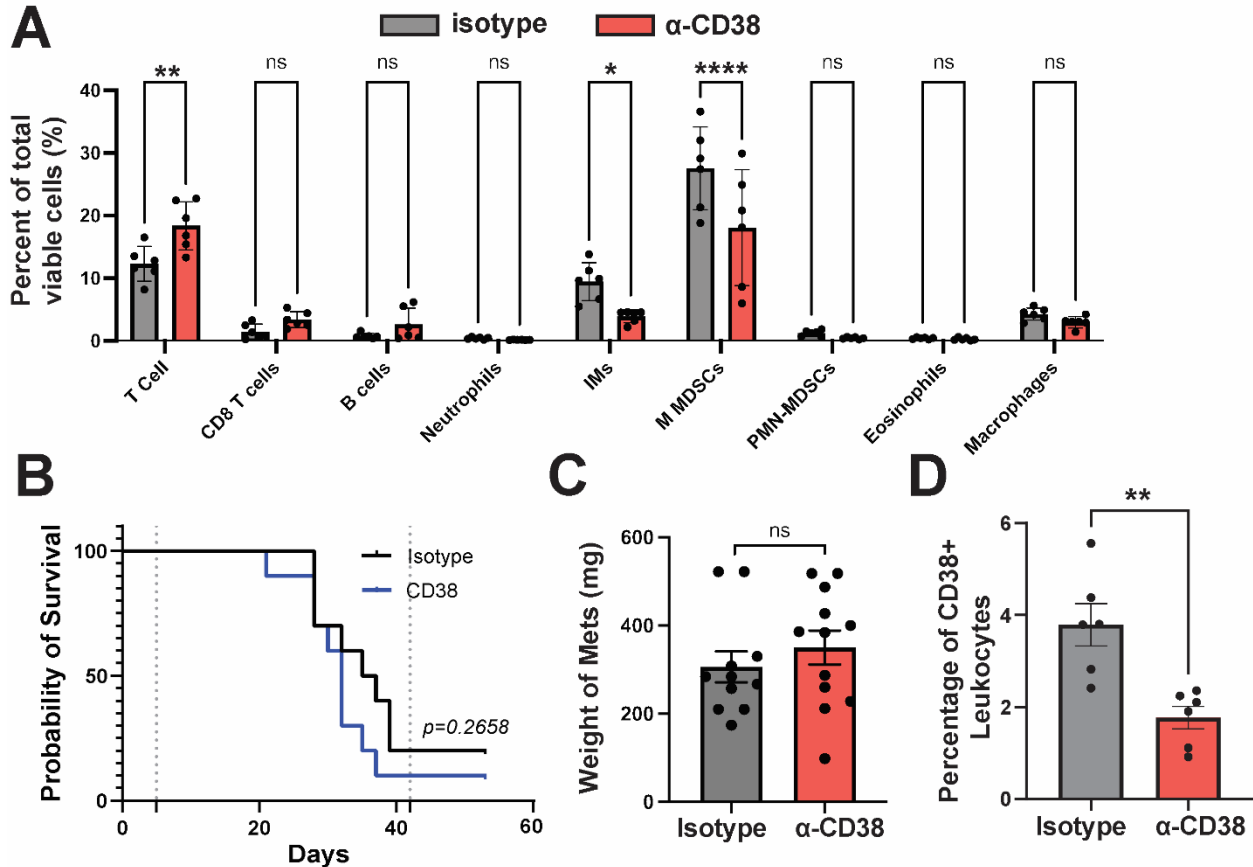 A
isotype
α-CD38
**
ns
ns
ns
*
****
ns
ns
ns
Percent of total
viable cells (%)
40
30
20
10
0
T Cell
CD8 T cells
B cells
Neutrophils
IMs
M MDSCs
PMN-MDSCs
Eosinophils
Macrophages
B
Probability of Survival
100
50
0
Isotype
CD38
p=0.2658
0
20
40
60
Days
C
Weight of Mets (mg)
600
400
200
0
ns
Isotype
α-CD38
D
Percentage of CD38+
Leukocytes
6
4
2
0
**
Isotype
α-CD38